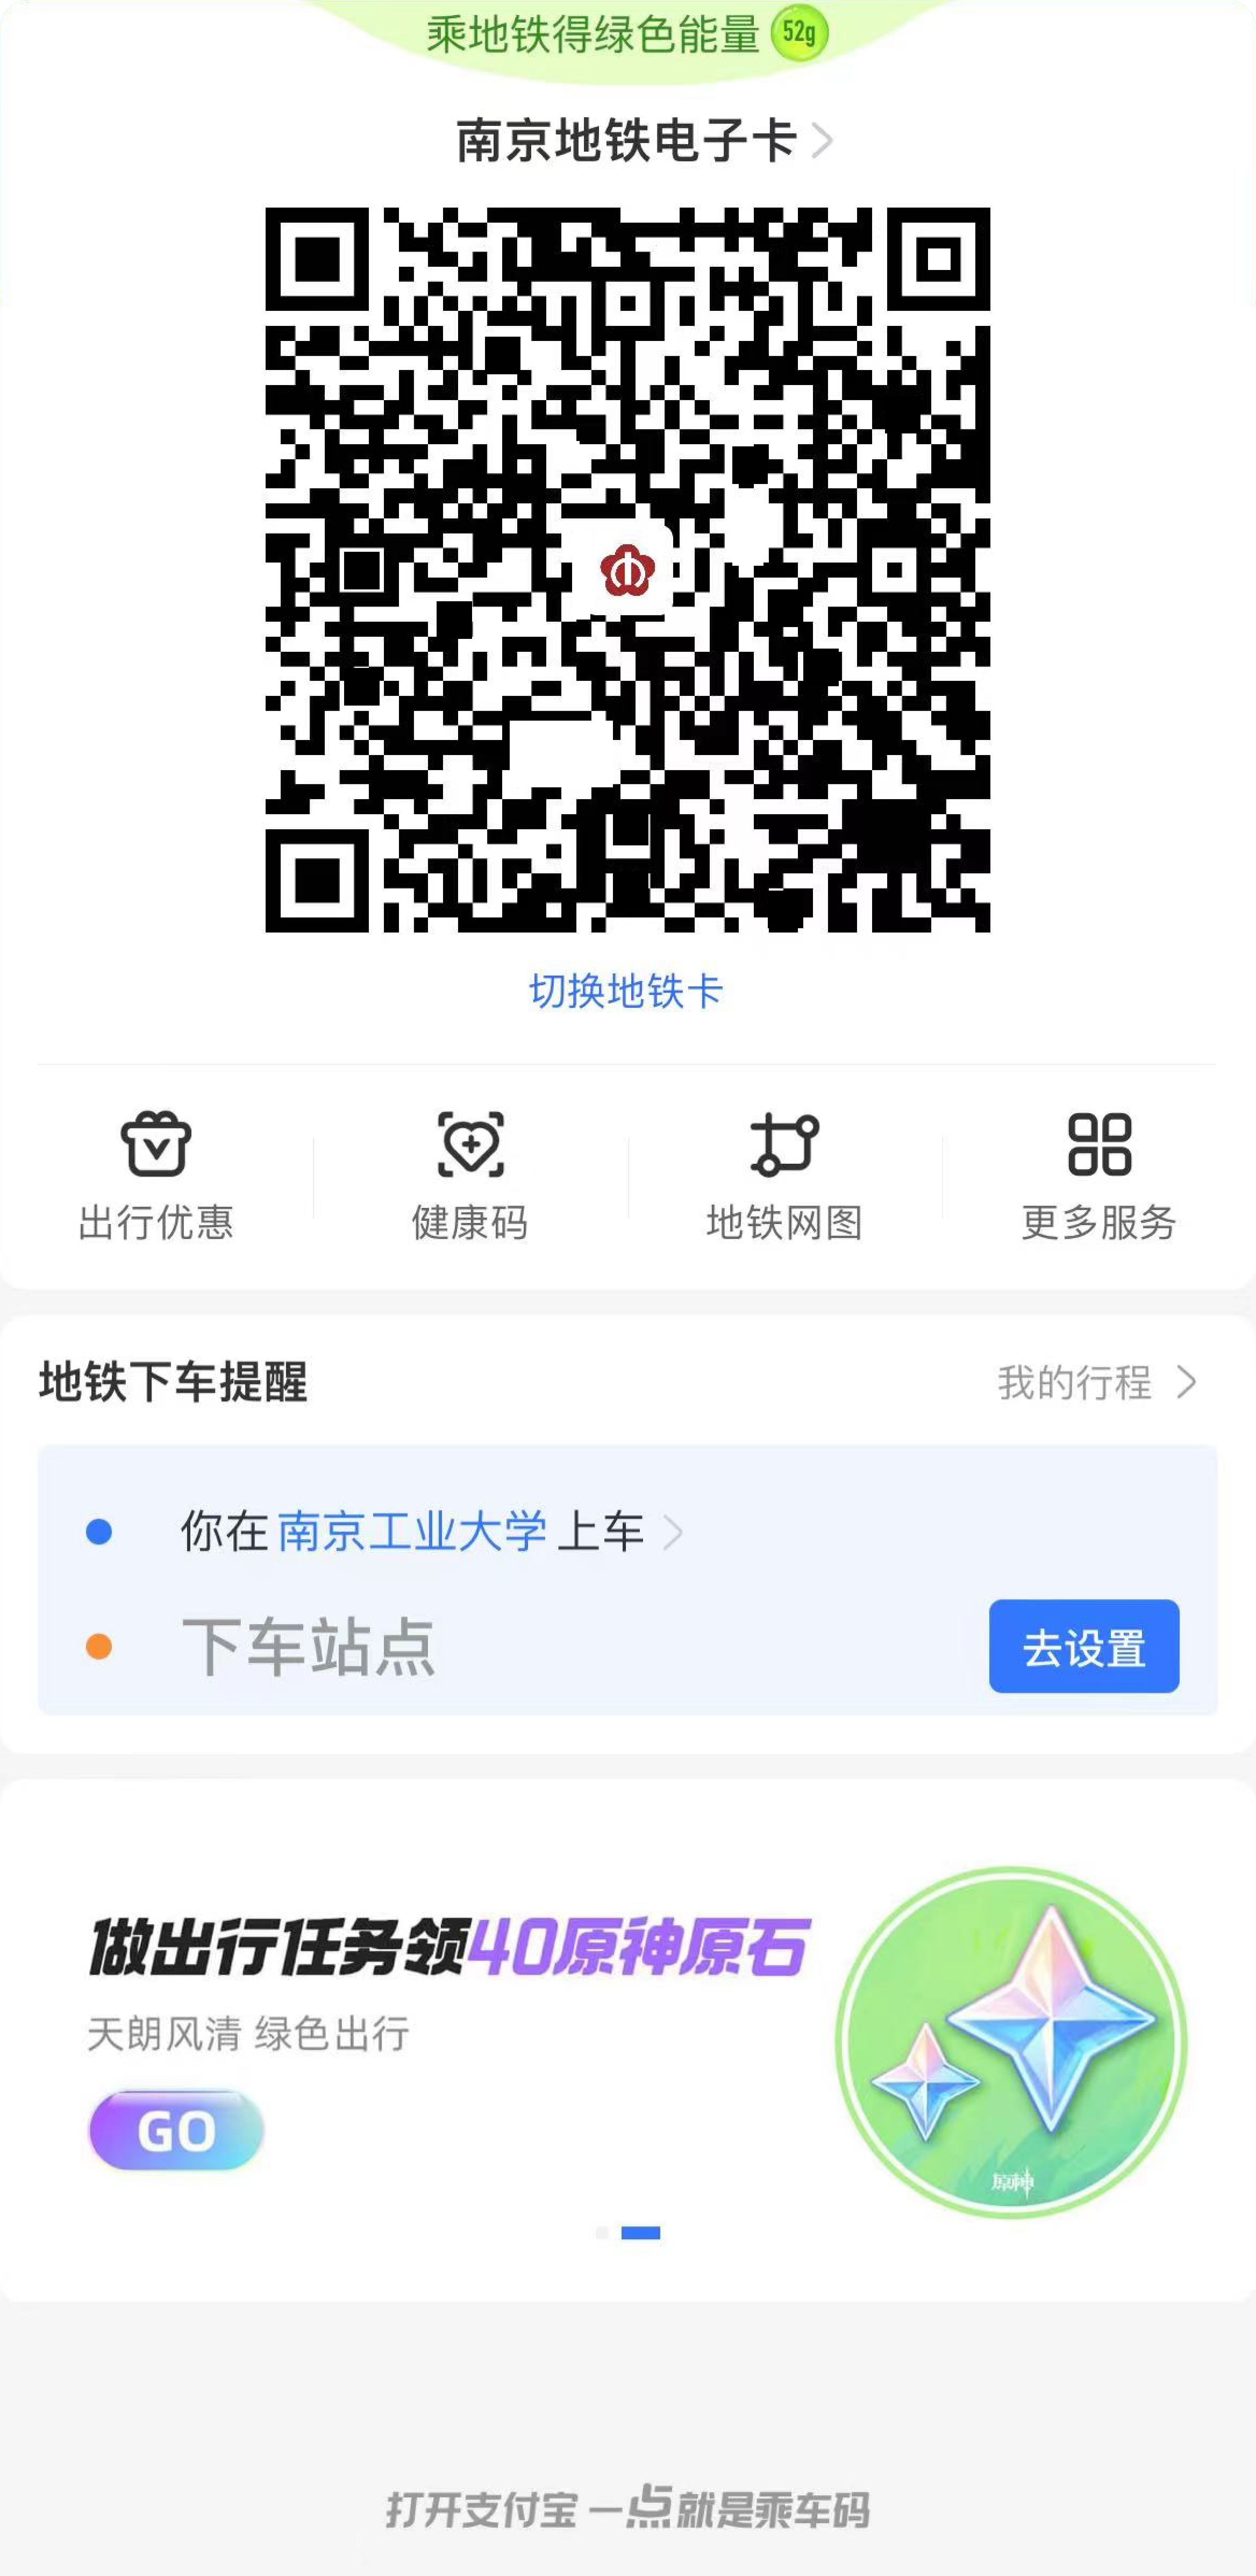 乘地铁得绿色能量 52g
南京地铁电子卡
切换地铁卡
出行优惠 健康码 地铁网图 更多服务
地铁下车提醒 我的行程
你在 南京工业大学 上车
下车站点 去设置
做出行任务领40原神原石
天朗风清 绿色出行
GO
原神
打开支付宝 一点就是乘车码